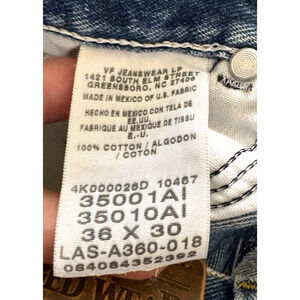 VF JEANSWEAR LP
1421 SOUTH ELM STREET
GREENSBORO, NC 27406
MADE IN MEXICO OF U.S. FABRIC
HECHO EN MEXICO CON TELA DE
EE.UU.
FABRIQUE AU MEXIQUE DE TISSU
E.-U.
100% COTTON / ALGODON
/ COTON
4K000026D 10467
35001AI
35010AI
36 X 30
LAS-A360-018
084084352392